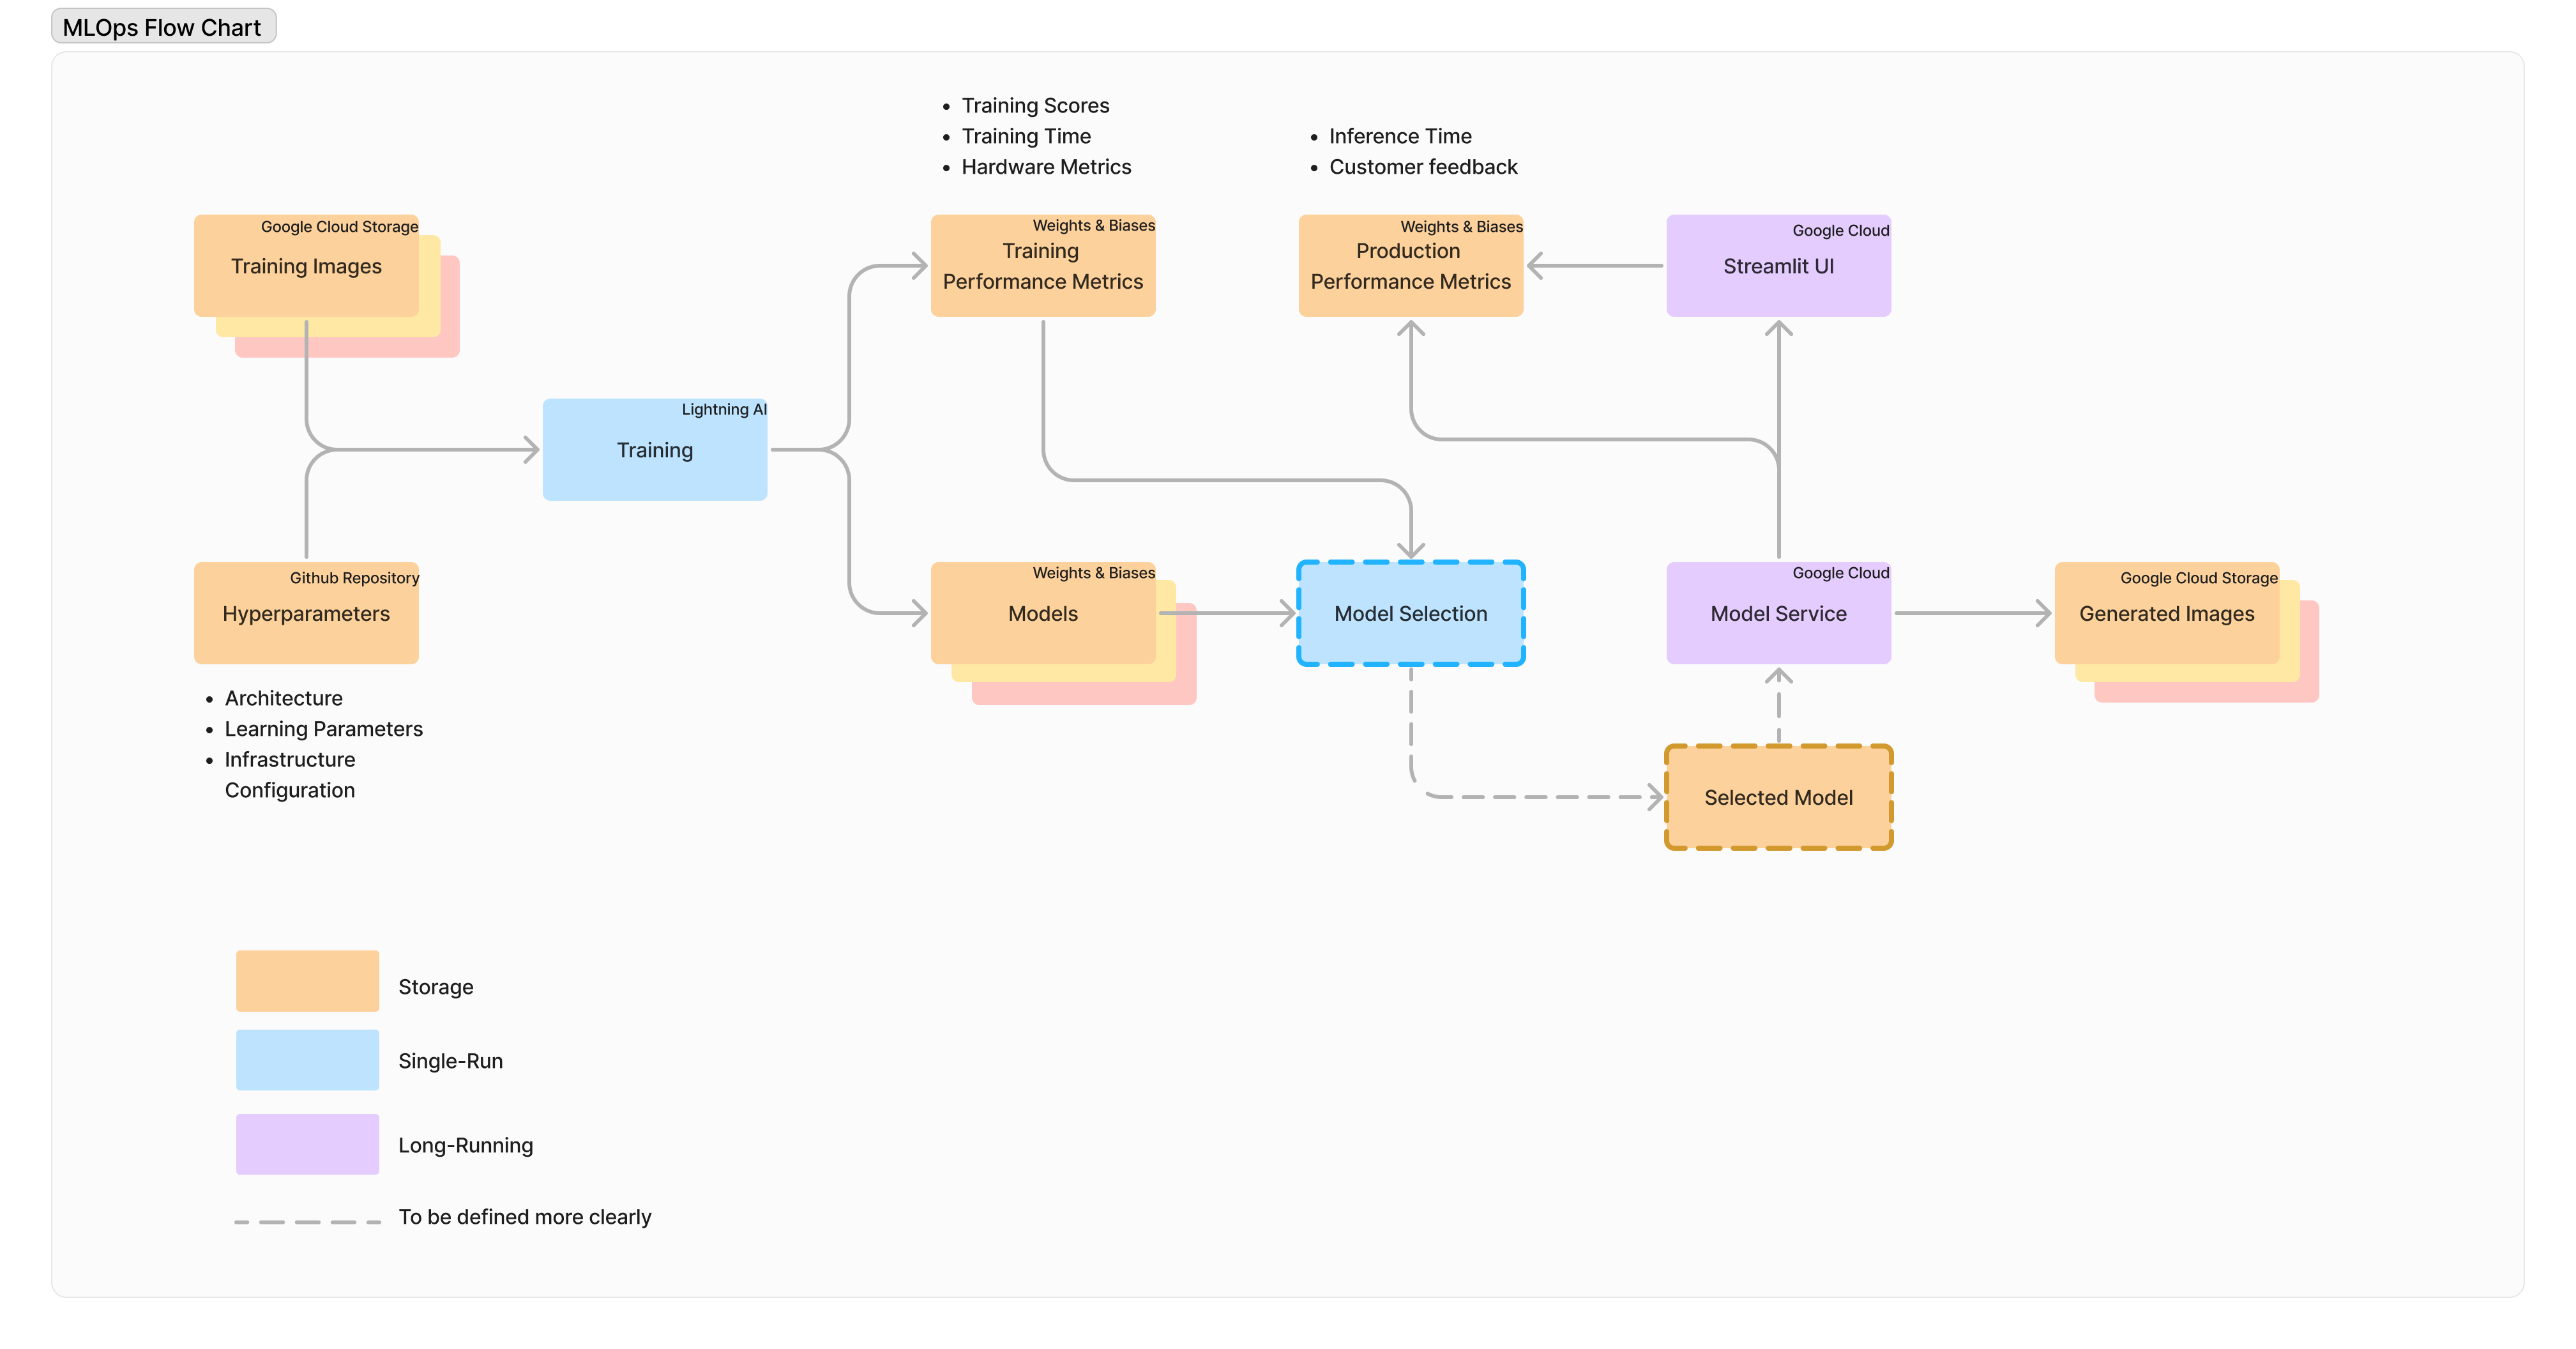 MLOps Flow Chart
• Training Scores
• Training Time
• Hardware Metrics
• Inference Time
• Customer feedback
Google Cloud Storage
Training Images
Weights & Biases
Training
Performance Metrics
Weights & Biases
Production
Performance Metrics
Google Cloud
Streamlit UI
Lightning AI
Training
Github Repository
Hyperparameters
Weights & Biases
Models
Model Selection
Google Cloud
Model Service
Google Cloud Storage
Generated Images
• Architecture
• Learning Parameters
• Infrastructure
Configuration
Selected Model
Storage
Single-Run
Long-Running
To be defined more clearly